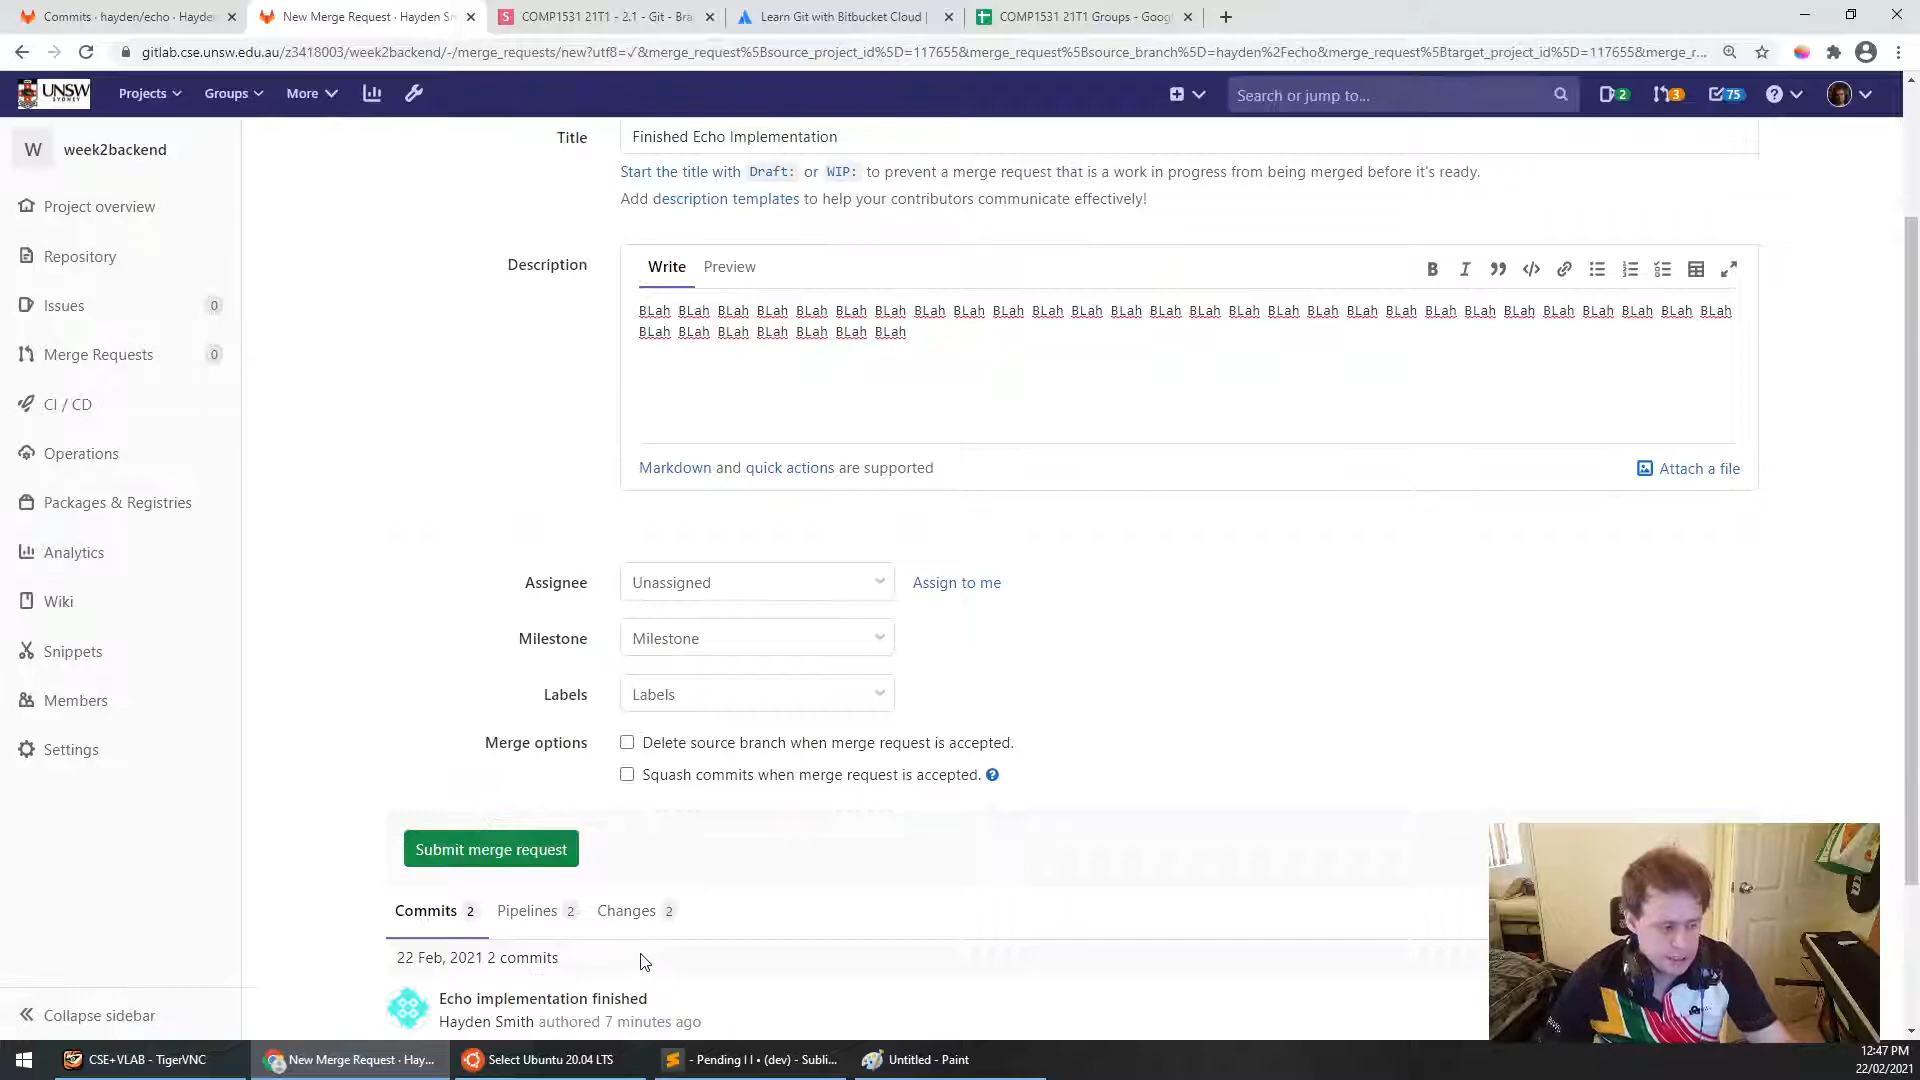 Commits · hayden/echo · Hayde
New Merge Request · Hayden Sm
COMP1531 21T1 - 2.1 - Git - Bra
Learn Git with Bitbucket Cloud |
COMP1531 21T1 Groups - Goog
gitlab.cse.unsw.edu.au/z3418003/week2backend/-/merge_requests/new?utf8=✓&merge_request%5Bsource_project_id%5D=117655&merge_request%5Bsource_branch%5D=hayden%2Fecho&merge_request%5Btarget_project_id%5D=117655&merge_r...
UNSW SYDNEY
Projects
Groups
More
Search or jump to...
2
3
75
W week2backend
Project overview
Repository
Issues 0
Merge Requests 0
CI / CD
Operations
Packages & Registries
Analytics
Wiki
Snippets
Members
Settings
Collapse sidebar
Title
Finished Echo Implementation
Start the title with Draft: or WIP: to prevent a merge request that is a work in progress from being merged before it's ready.
Add description templates to help your contributors communicate effectively!
Description
Write Preview
BLah BLah BLah BLah BLah BLah BLah BLah BLah BLah BLah BLah BLah BLah BLah BLah BLah BLah BLah BLah BLah BLah BLah BLah BLah BLah BLah BLah
BLah BLah BLah BLah BLah BLah BLah
Markdown and quick actions are supported
Attach a file
Assignee
Unassigned
Assign to me
Milestone
Milestone
Labels
Labels
Merge options
Delete source branch when merge request is accepted.
Squash commits when merge request is accepted.
Submit merge request
Commits 2 Pipelines 2 Changes 2
22 Feb, 2021 2 commits
Echo implementation finished
Hayden Smith authored 7 minutes ago
CSE+VLAB - TigerVNC
New Merge Request · Hay...
Select Ubuntu 20.04 LTS
- Pending I I • (dev) - Subli...
Untitled - Paint
12:47 PM
22/02/2021